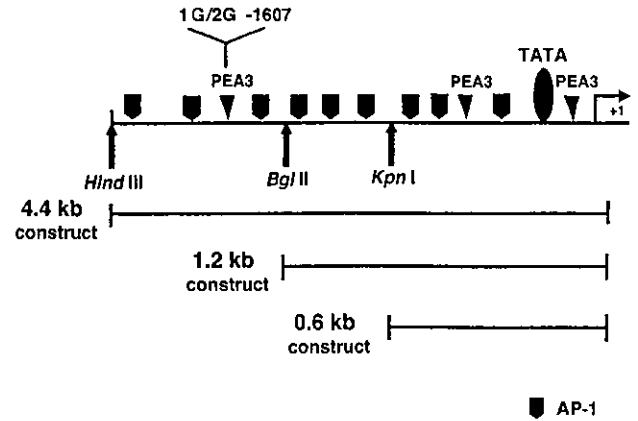 1G/2G -1607
TATA
PEA3
PEA3
PEA3
+1
Hind III
Bgl II
Kpn I
4.4 kb
construct
1.2 kb
construct
0.6 kb
construct
AP-1